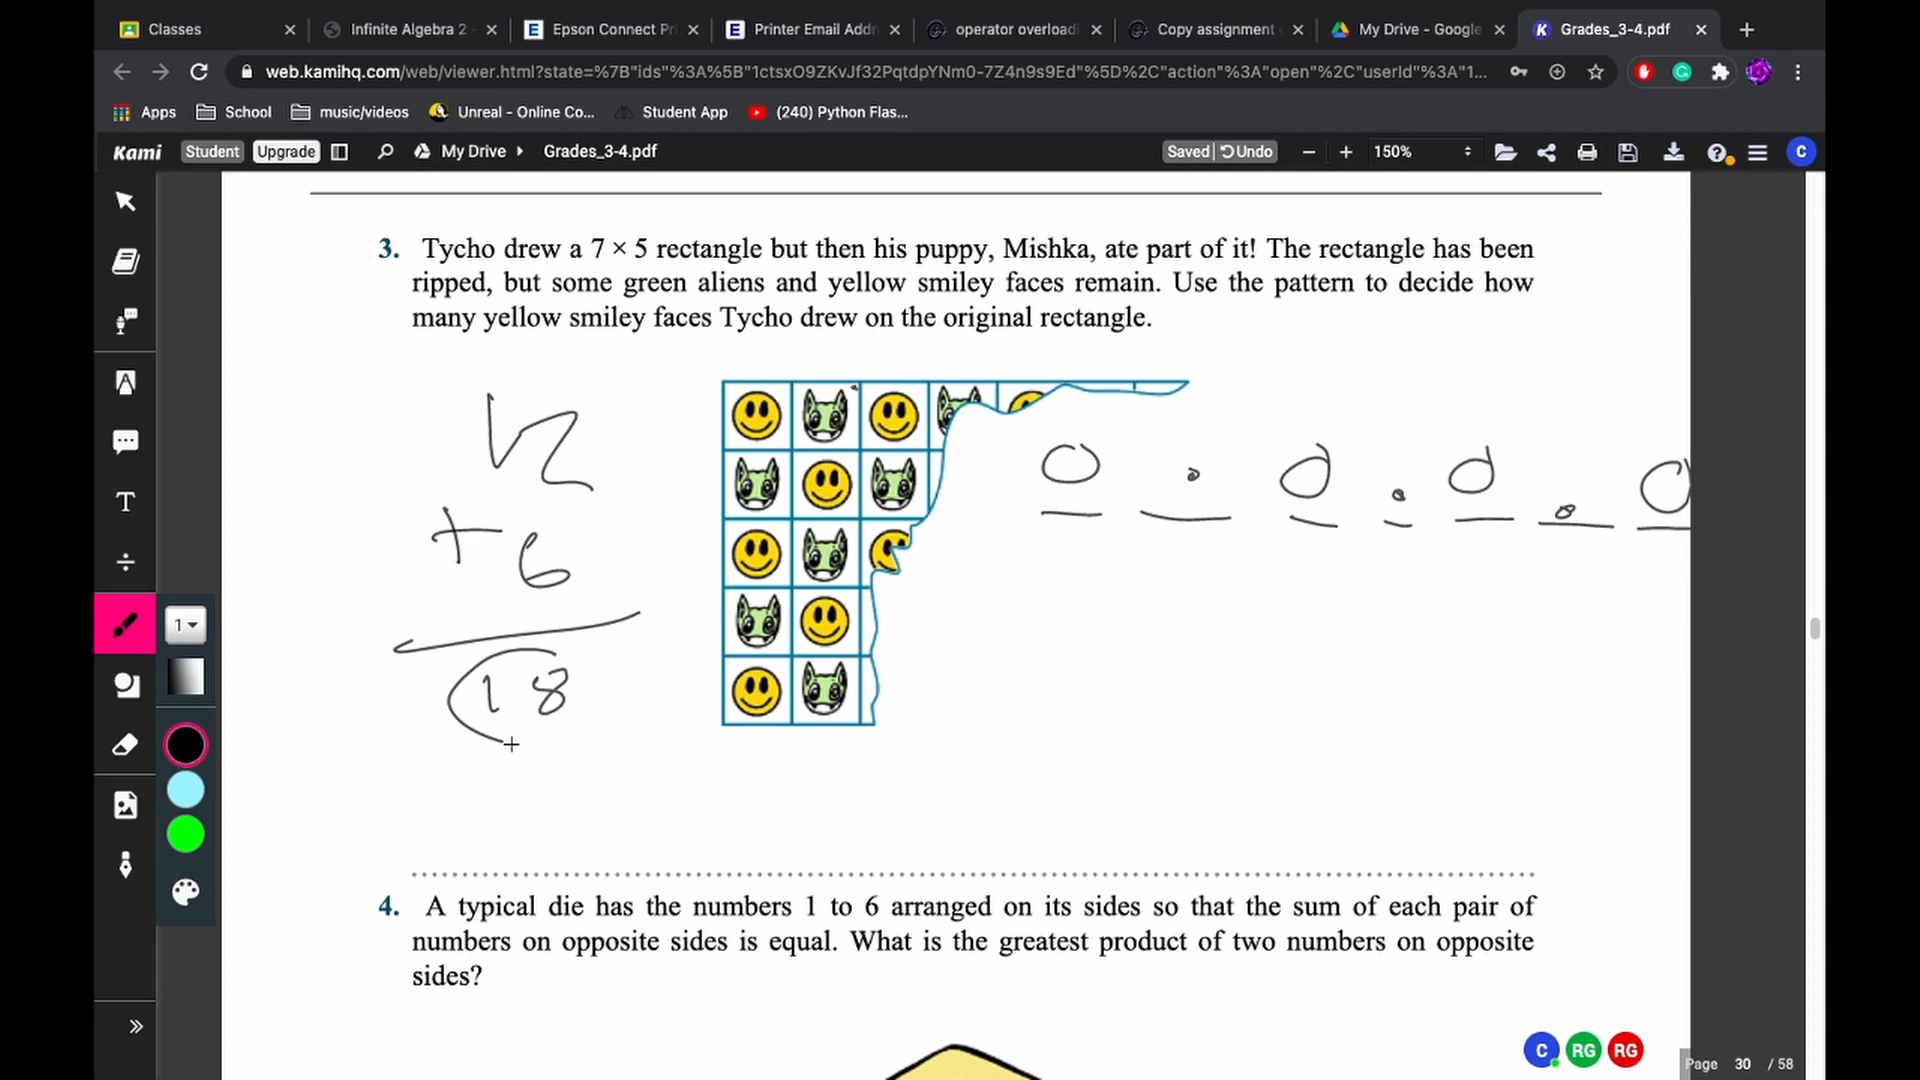 Classes
Infinite Algebra 2 -
Epson Connect Pri
Printer Email Addr
operator overloadi
Copy assignment
My Drive - Google
Grades_3-4.pdf
web.kamihq.com/web/viewer.html?state=%7B"ids"%3A%5B"1ctsxO9ZKvJf32PqtdpYNm0-7Z4n9s9Ed"%5D%2C"action"%3A"open"%2C"userId"%3A"1...
Apps
School
music/videos
Unreal - Online Co...
Student App
(240) Python Flas...
Kami
Student
Upgrade
My Drive
Grades_3-4.pdf
Saved
Undo
150%
C
3. Tycho drew a 7 × 5 rectangle but then his puppy, Mishka, ate part of it! The rectangle has been
ripped, but some green aliens and yellow smiley faces remain. Use the pattern to decide how
many yellow smiley faces Tycho drew on the original rectangle.
12
+ 6
18
1
4. A typical die has the numbers 1 to 6 arranged on its sides so that the sum of each pair of
numbers on opposite sides is equal. What is the greatest product of two numbers on opposite
sides?
C
RG
RG
Page 30 / 58